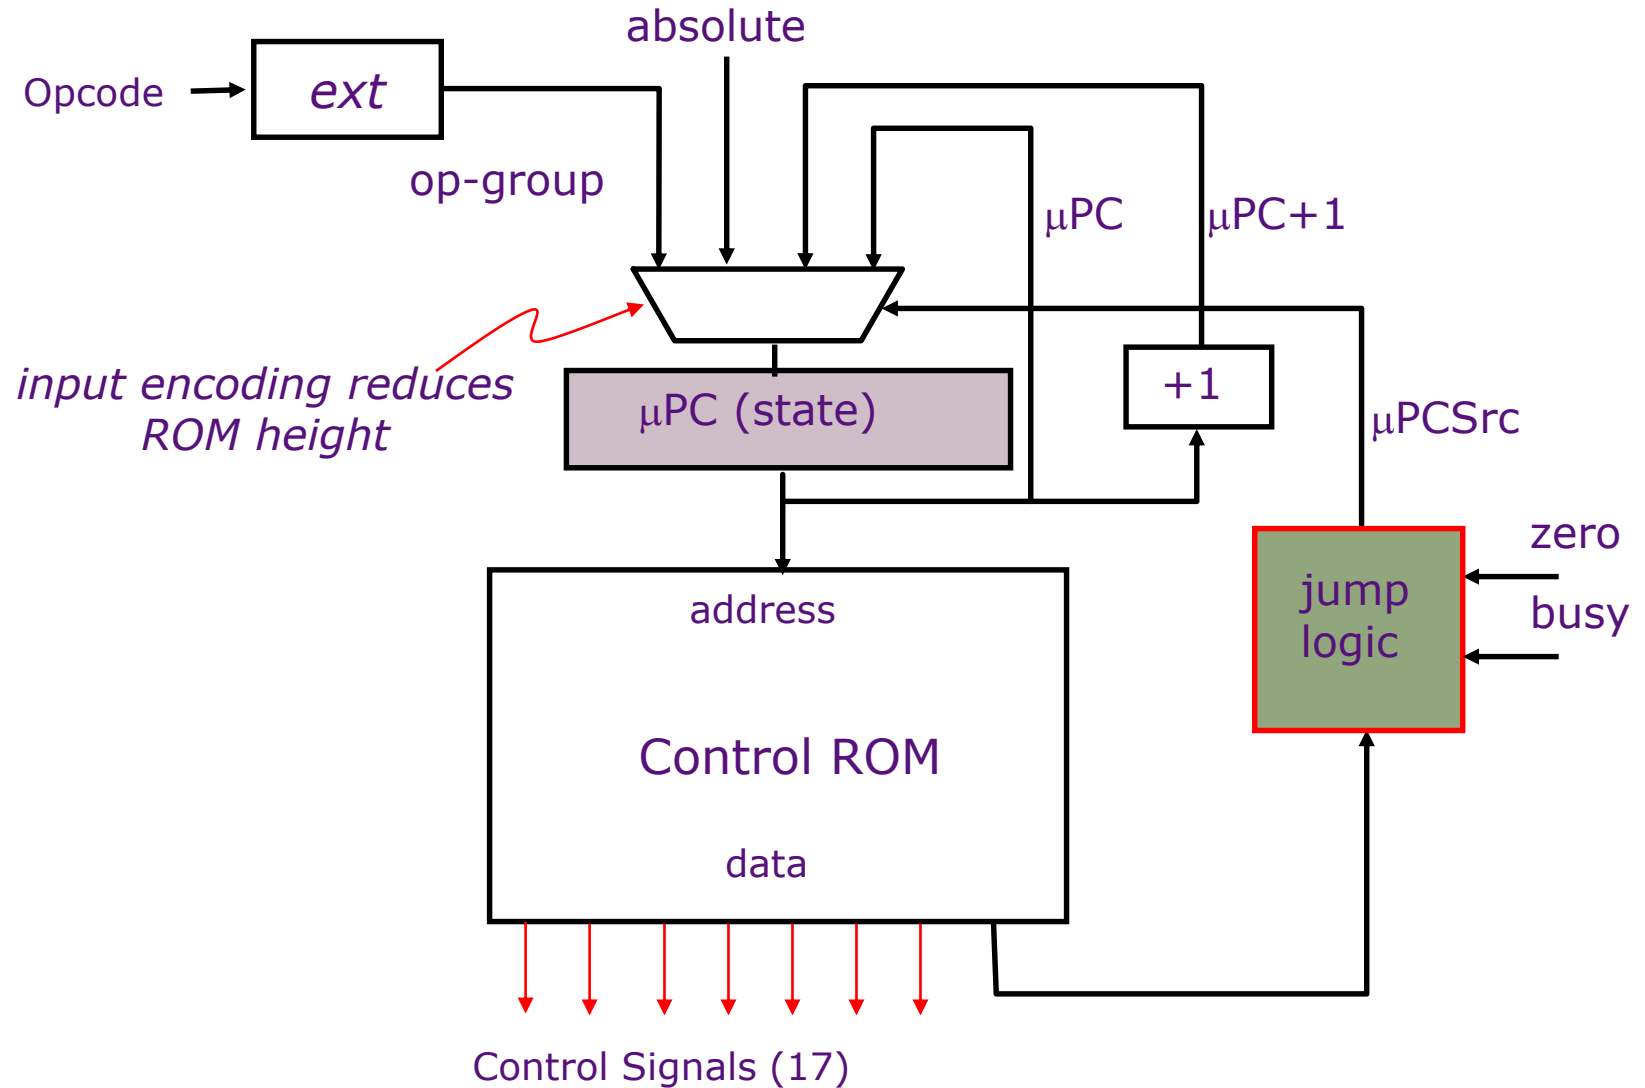 absolute
Opcode
ext
op-group
μPC
μPC+1
input encoding reduces
ROM height
μPC (state)
+1
μPCSrc
zero
busy
jump
logic
address
Control ROM
data
Control Signals (17)